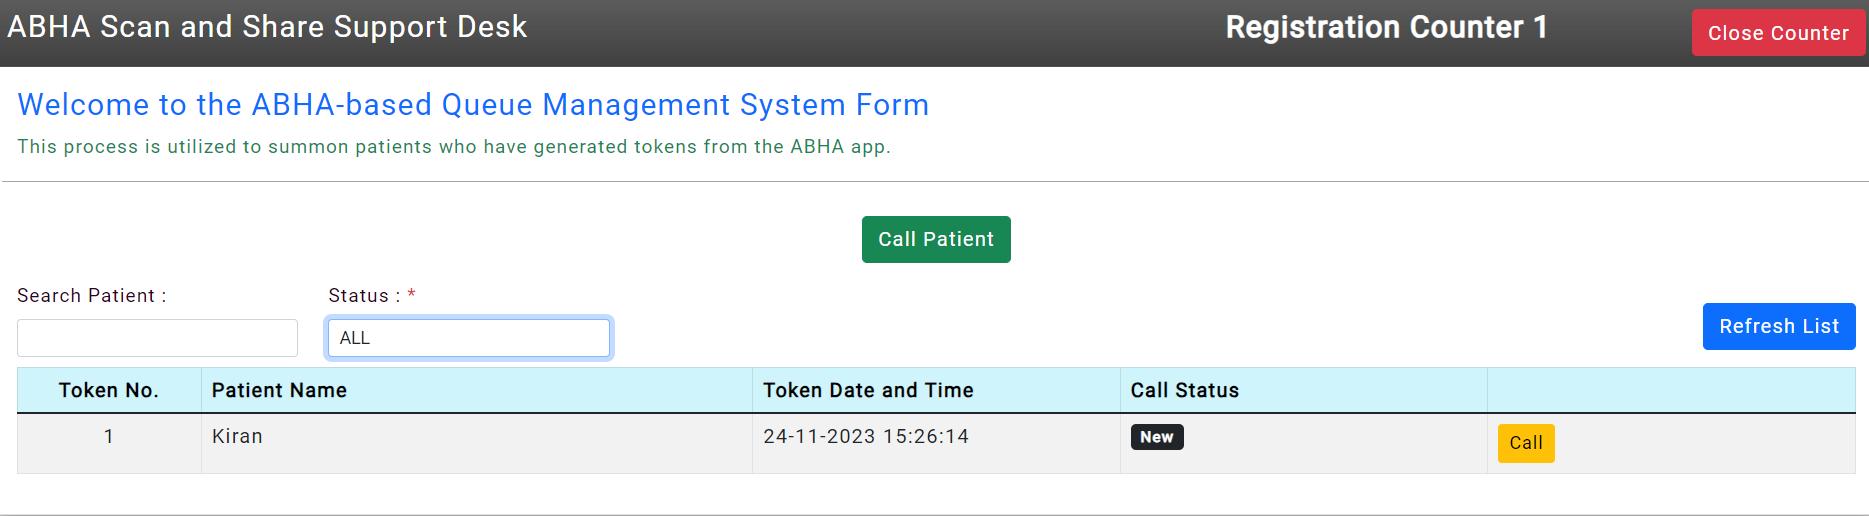 ABHA Scan and Share Support Desk
Registration Counter 1
Close Counter
Welcome to the ABHA-based Queue Management System Form
This process is utilized to summon patients who have generated tokens from the ABHA app.
Call Patient
Search Patient :
Status : *
ALL
Refresh List
Token No. Patient Name Token Date and Time Call Status
1 Kiran 24-11-2023 15:26:14 New Call